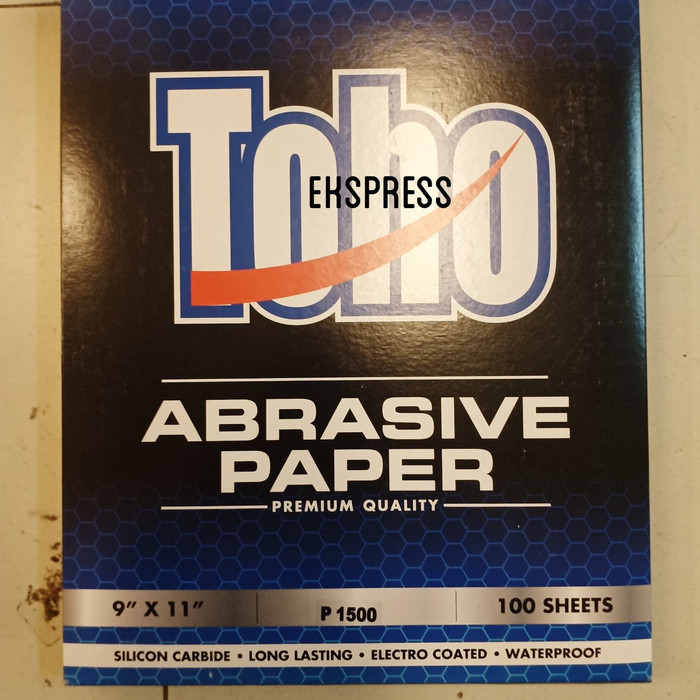 Toho
EKSPRESS
ABRASIVE
PAPER
PREMIUM QUALITY
9" X 11" P 1500 100 SHEETS
SILICON CARBIDE • LONG LASTING • ELECTRO COATED • WATERPROOF